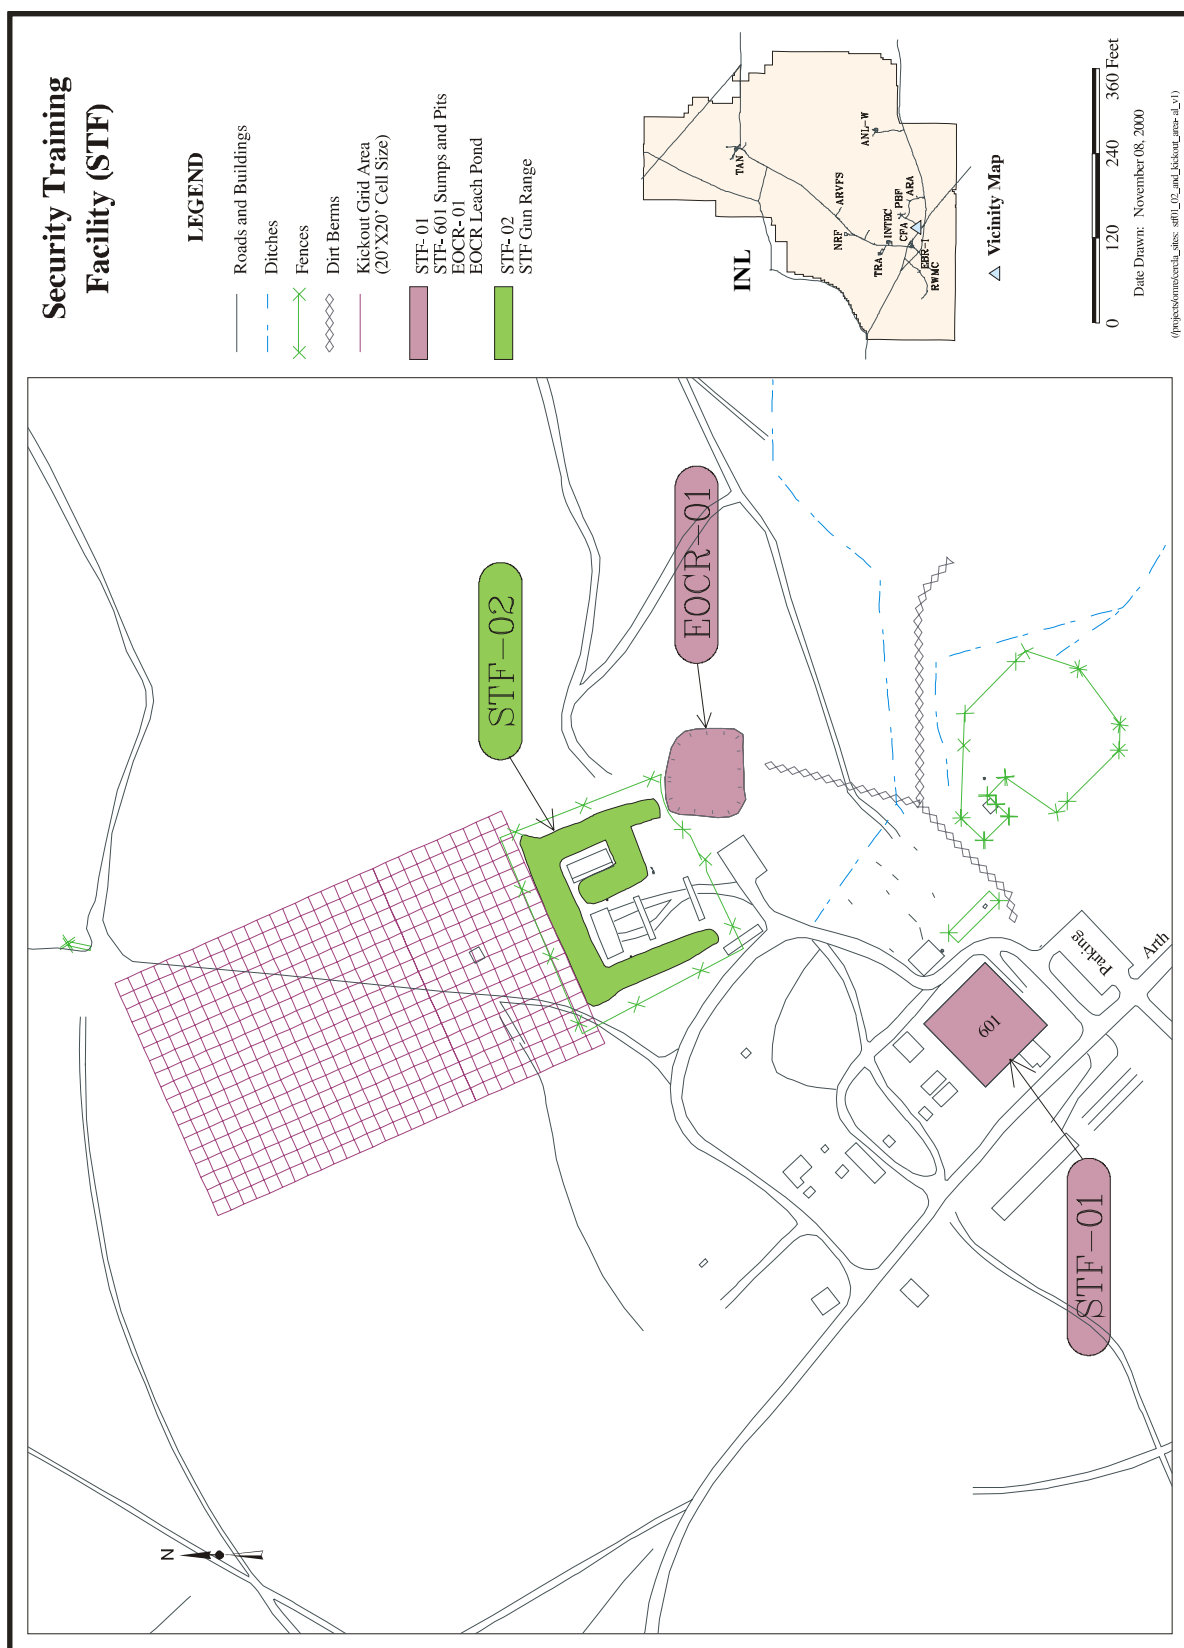 Security Training
Facility (STF)
LEGEND
Roads and Buildings
Ditches
Fences
Dirt Berms
Kickout Grid Area
(20'X20' Cell Size)
STF- 01
STF- 601 Sumps and Pits
EOCR- 01
EOCR Leach Pond
STF- 02
STF Gun Range
INL
TAN
ANL-W
ARVFS
NRF
INTEC
TRA
CFA
PBF
ARA
EBR-I
RWMC
Vicinity Map
0
120
240
360 Feet
Date Drawn: November 08, 2000
STF-02
EOCR-01
STF-01
601
Parking
Arth
N